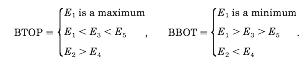 BTOP = { E₁ is a maximum
E₁ < E₃ < E₅
E₂ > E₄ ,
BBOT = { E₁ is a minimum
E₁ > E₃ > E₅
E₂ < E₄ .